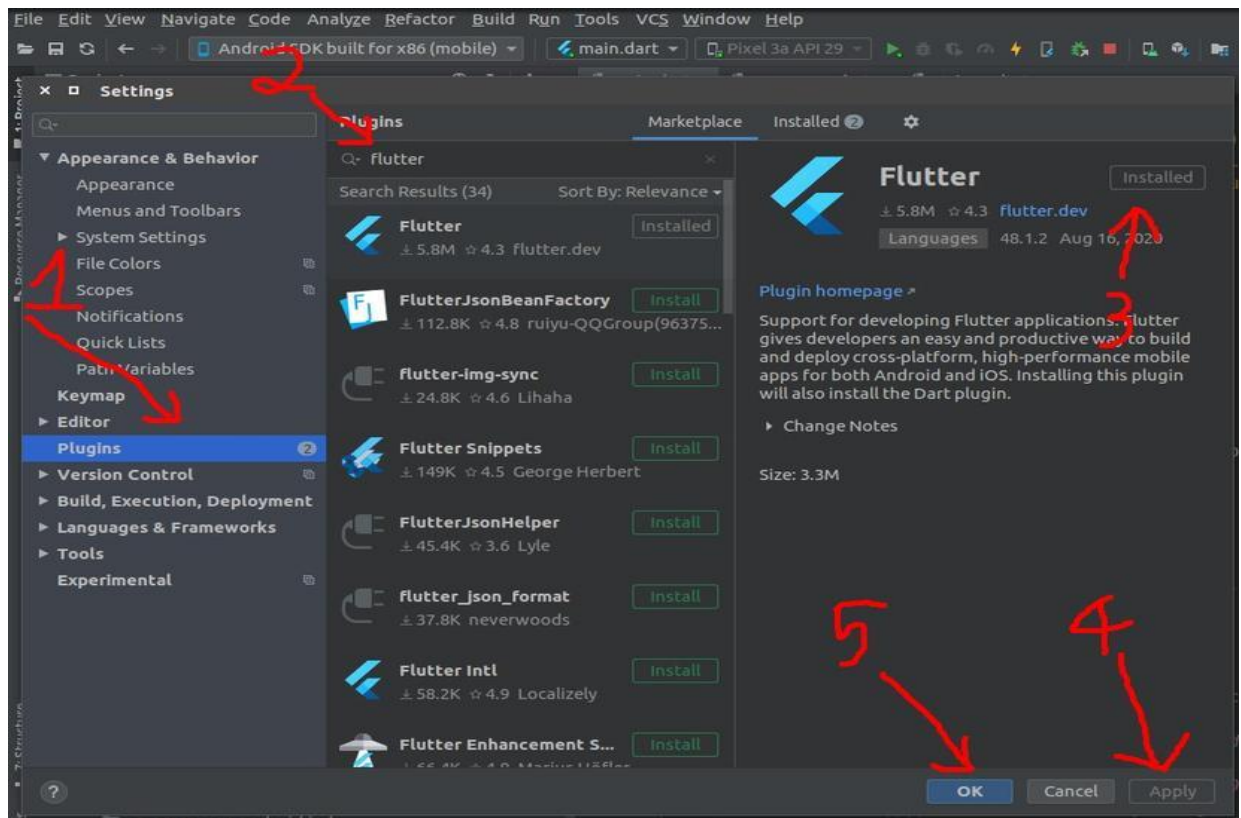 File Edit View Navigate Code Analyze Refactor Build Run Tools VCS Window Help
Android SDK built for x86 (mobile) main.dart Pixel 3a API 29
1: Project
Resource Manager
7: Structure
Settings
Appearance & Behavior
Appearance
Menus and Toolbars
System Settings
File Colors
Scopes
Notifications
Quick Lists
Path Variables
Keymap
Editor
Plugins 2
Version Control
Build, Execution, Deployment
Languages & Frameworks
Tools
Experimental
Plugins Marketplace Installed 2
flutter
Search Results (34) Sort By: Relevance
Flutter Installed
5.8M 4.3 flutter.dev
FlutterJsonBeanFactory Install
112.8K 4.8 ruiyu-QQGroup(96375...
flutter-img-sync Install
24.8K 4.6 Lihaha
Flutter Snippets Install
149K 4.5 George Herbert
FlutterJsonHelper Install
45.4K 3.6 Lyle
flutter_json_format Install
37.8K neverwoods
Flutter Intl Install
58.2K 4.9 Localizely
Flutter Enhancement S... Install
Flutter Installed
5.8M 4.3 flutter.dev
Languages 48.1.2 Aug 16, 2020
Plugin homepage
Support for developing Flutter applications. Flutter
gives developers an easy and productive way to build
and deploy cross-platform, high-performance mobile
apps for both Android and iOS. Installing this plugin
will also install the Dart plugin.
Change Notes
Size: 3.3M
? OK Cancel Apply
1
2
3
4
5